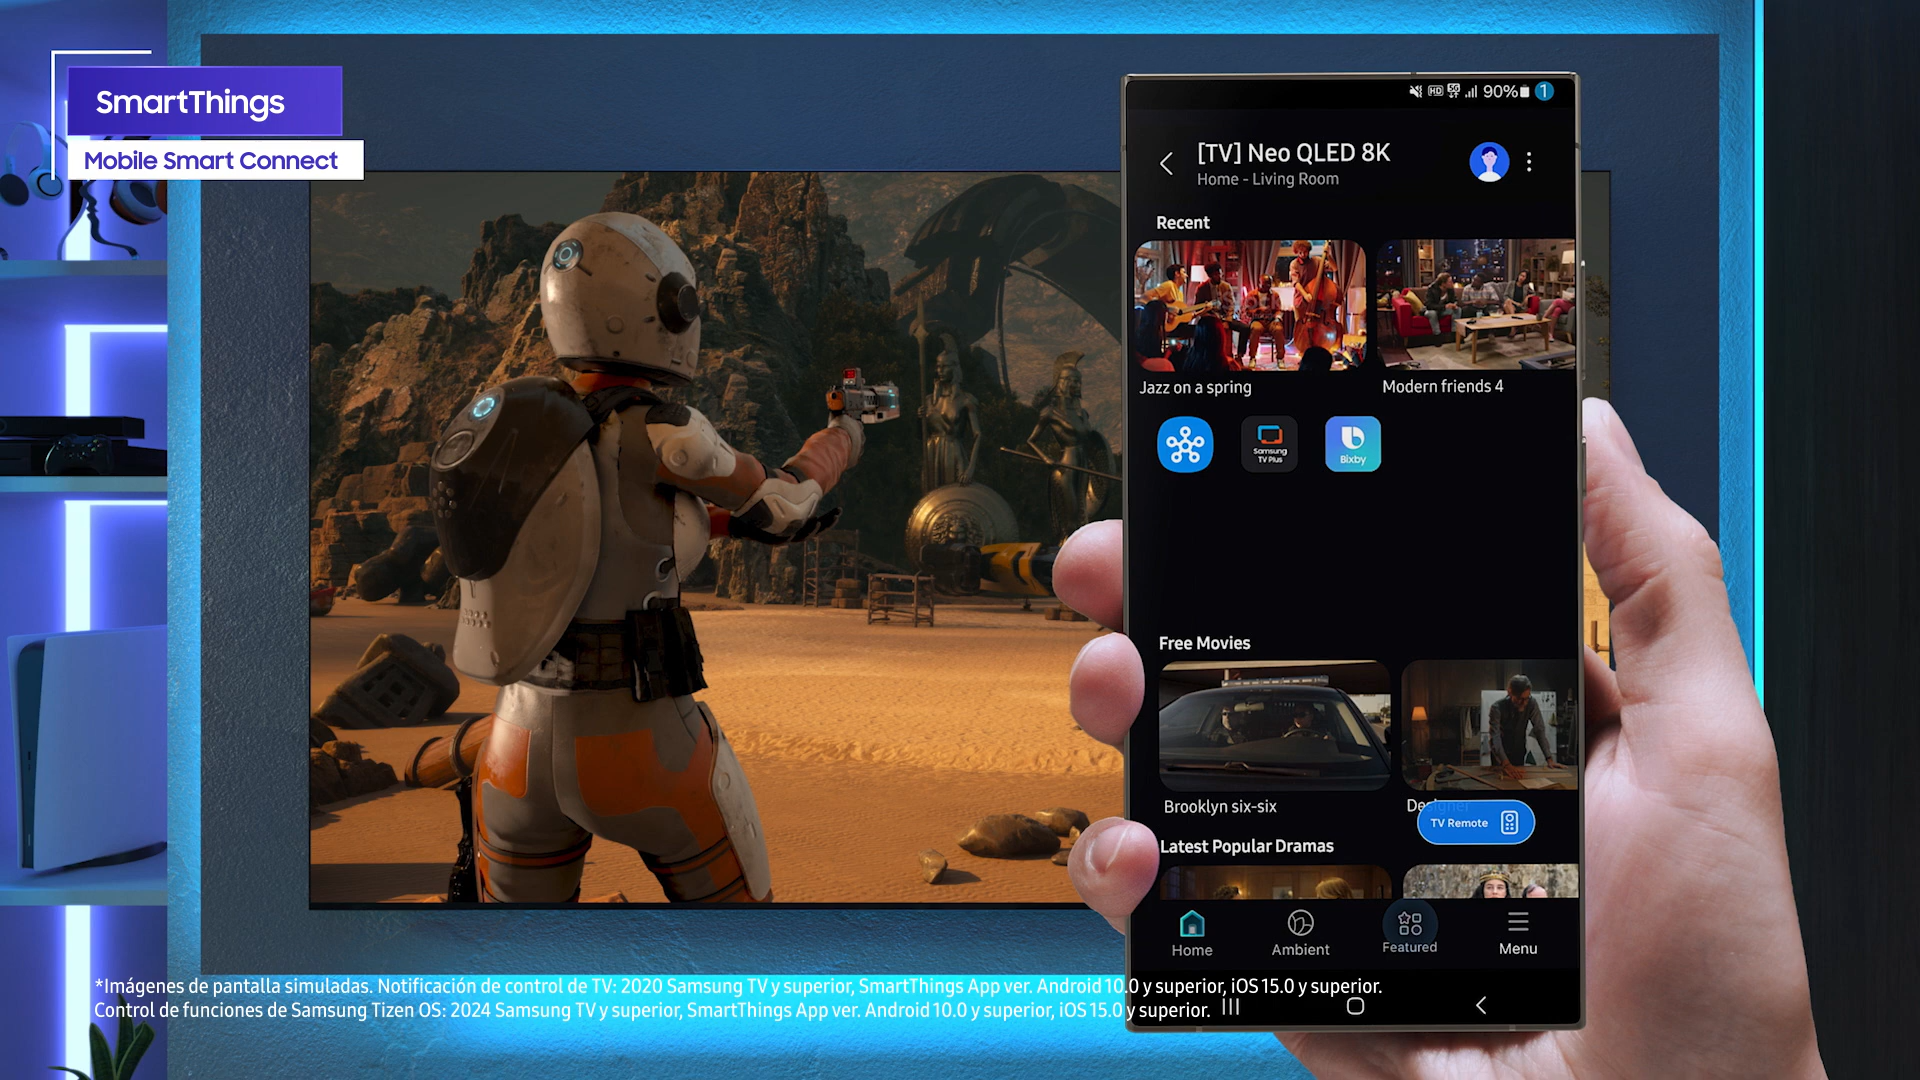 SmartThings
Mobile Smart Connect
HD 5G 90% 1
[TV] Neo QLED 8K
Home - Living Room
Recent
Jazz on a spring
Modern friends 4
Samsung
TV Plus
Bixby
Free Movies
Brooklyn six-six
Designer
TV Remote
Latest Popular Dramas
Home
Ambient
Featured
Menu
*Imágenes de pantalla simuladas. Notificación de control de TV: 2020 Samsung TV y superior, SmartThings App ver. Android 10.0 y superior, iOS 15.0 y superior.
Control de funciones de Samsung Tizen OS: 2024 Samsung TV y superior, SmartThings App ver. Android 10.0 y superior, iOS 15.0 y superior.